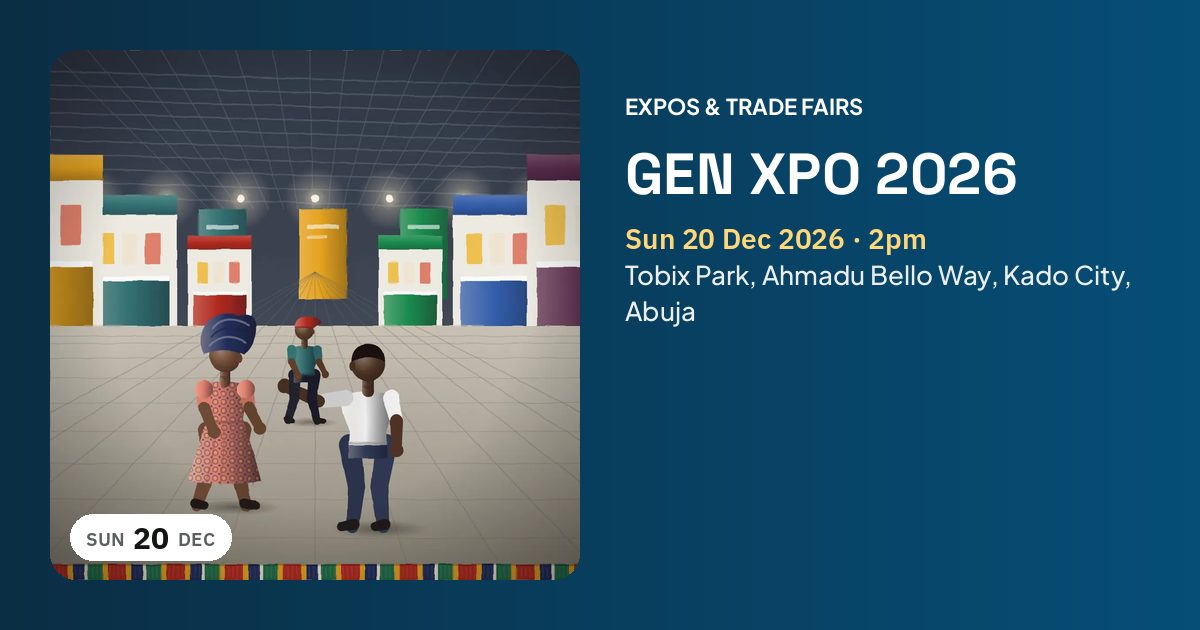 EXPOS & TRADE FAIRS
GEN XPO 2026
Sun 20 Dec 2026 · 2pm
Tobix Park, Ahmadu Bello Way, Kado City,
Abuja
SUN 20 DEC